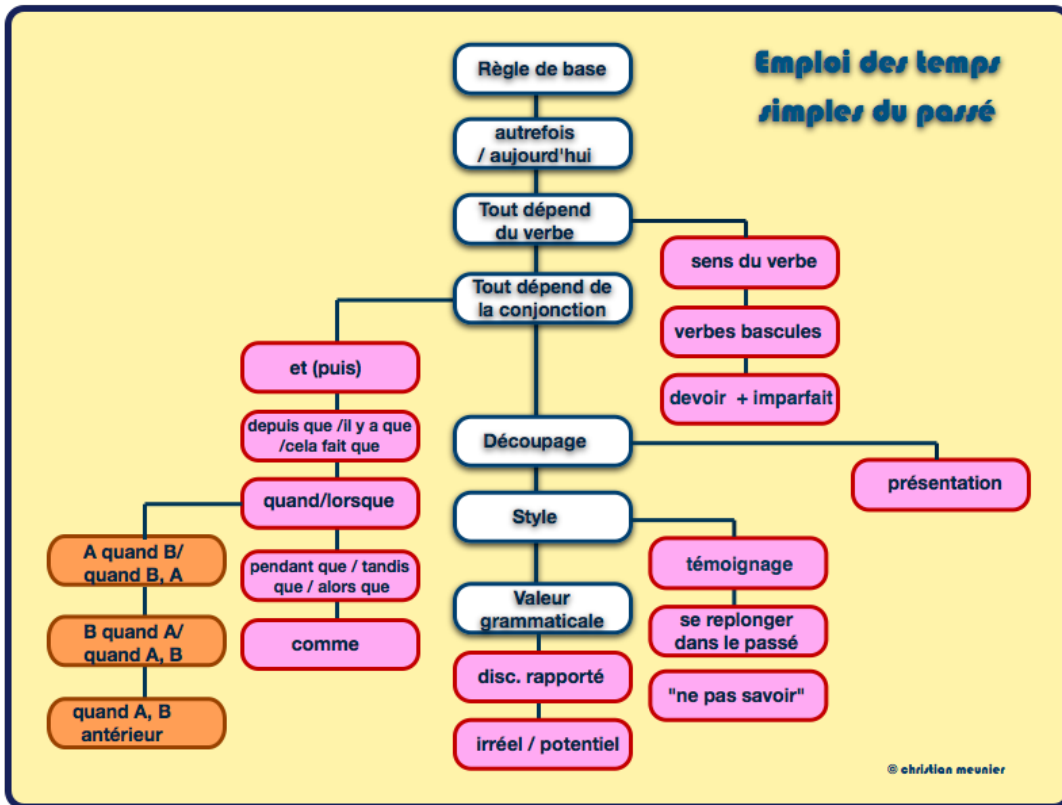 Emploi des temps
simples du passé
Règle de base
autrefois
/ aujourd'hui
Tout dépend
du verbe
sens du verbe
verbes bascules
devoir + imparfait
Tout dépend de
la conjonction
et (puis)
depuis que /il y a que
/cela fait que
quand/lorsque
A quand B/
quand B, A
B quand A/
quand A, B
quand A, B
antérieur
pendant que / tandis
que / alors que
comme
Découpage
présentation
Style
témoignage
se replonger
dans le passé
"ne pas savoir"
Valeur
grammaticale
disc. rapporté
irréel / potentiel
© christian meunier